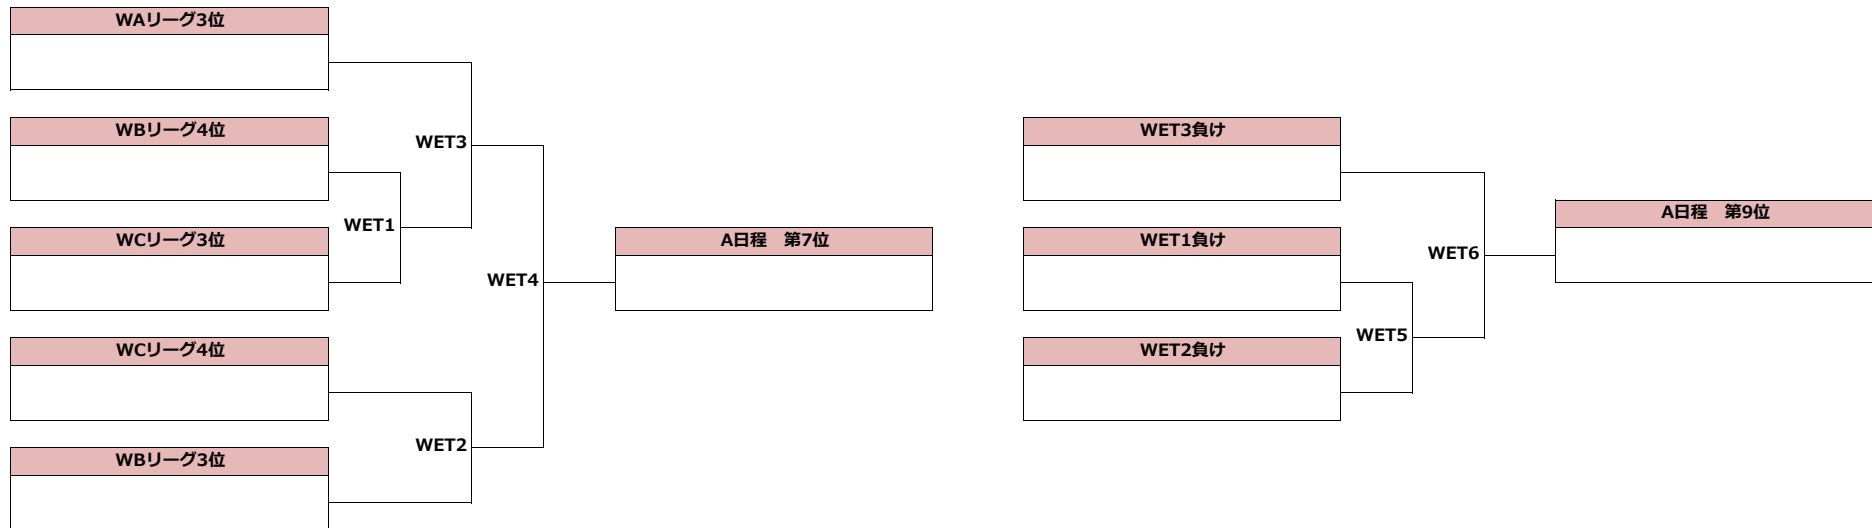 WAリーグ3位
WBリーグ4位
WET3
WET1
WCリーグ3位
WET4
A日程　第7位
WCリーグ4位
WET2
WBリーグ3位
WET3負け
WET1負け
WET6
A日程　第9位
WET5
WET2負け